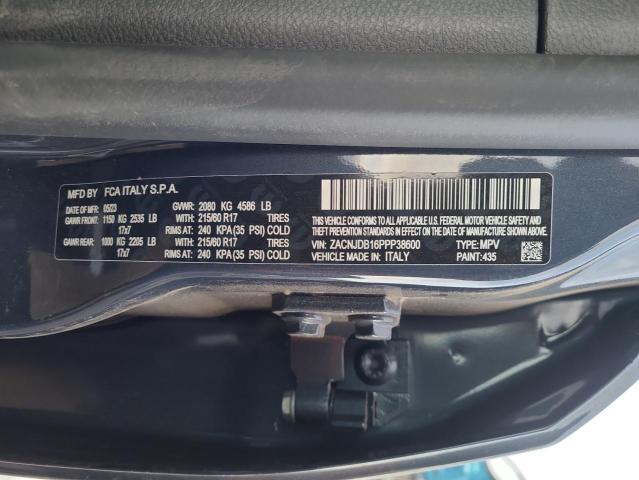 MFD BY FCA ITALY S.P.A.
DATE OF MFR: 05/23 GVWR: 2080 KG 4586 LB
GAWR FRONT: 1150 KG 2535 LB WITH: 215/60 R17 TIRES
17x7 RIMS AT: 240 KPA (35 PSI) COLD
GAWR REAR: 1000 KG 2205 LB WITH: 215/60 R17 TIRES
17x7 RIMS AT: 240 KPA (35 PSI) COLD
THIS VEHICLE CONFORMS TO ALL APPLICABLE U.S. FEDERAL MOTOR VEHICLE SAFETY AND
THEFT PREVENTION STANDARDS IN EFFECT ON THE DATE OF MANUFACTURE SHOWN ABOVE.
VIN: ZACNJDB16PPP38600 TYPE: MPV
VEHICLE MADE IN: ITALY PAINT: 435